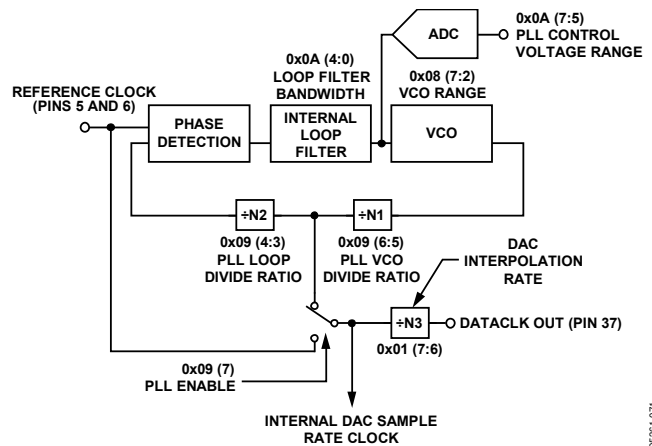 0x0A (7:5)
PLL CONTROL
VOLTAGE RANGE
ADC
0x0A (4:0)
LOOP FILTER
BANDWIDTH
0x08 (7:2)
VCO RANGE
REFERENCE CLOCK
(PINS 5 AND 6)
PHASE
DETECTION
INTERNAL
LOOP
FILTER
VCO
÷N2
÷N1
0x09 (4:3)
PLL LOOP
DIVIDE RATIO
0x09 (6:5)
PLL VCO
DIVIDE RATIO
DAC
INTERPOLATION
RATE
÷N3
DATACLK OUT (PIN 37)
0x01 (7:6)
0x09 (7)
PLL ENABLE
INTERNAL DAC SAMPLE
RATE CLOCK